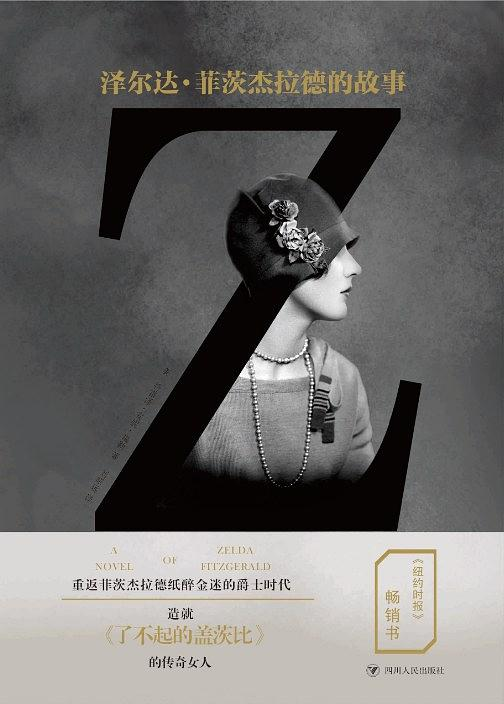 泽尔达·菲茨杰拉德的故事
Z
A NOVEL OF ZELDA FITZGERALD
重返菲茨杰拉德纸醉金迷的爵士时代
造就
《了不起的盖茨比》
的传奇女人
《纽约时报》
畅销书
四川人民出版社